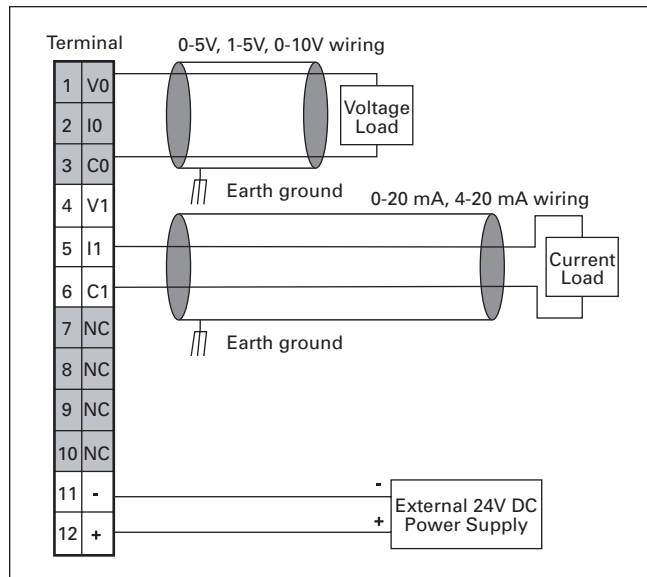 Terminal
0-5V, 1-5V, 0-10V wiring
1 V0
2 I0
3 C0
4 V1
5 I1
6 C1
7 NC
8 NC
9 NC
10 NC
11 -
12 +
Voltage
Load
Earth ground
0-20 mA, 4-20 mA wiring
Current
Load
Earth ground
-
+
External 24V DC
Power Supply